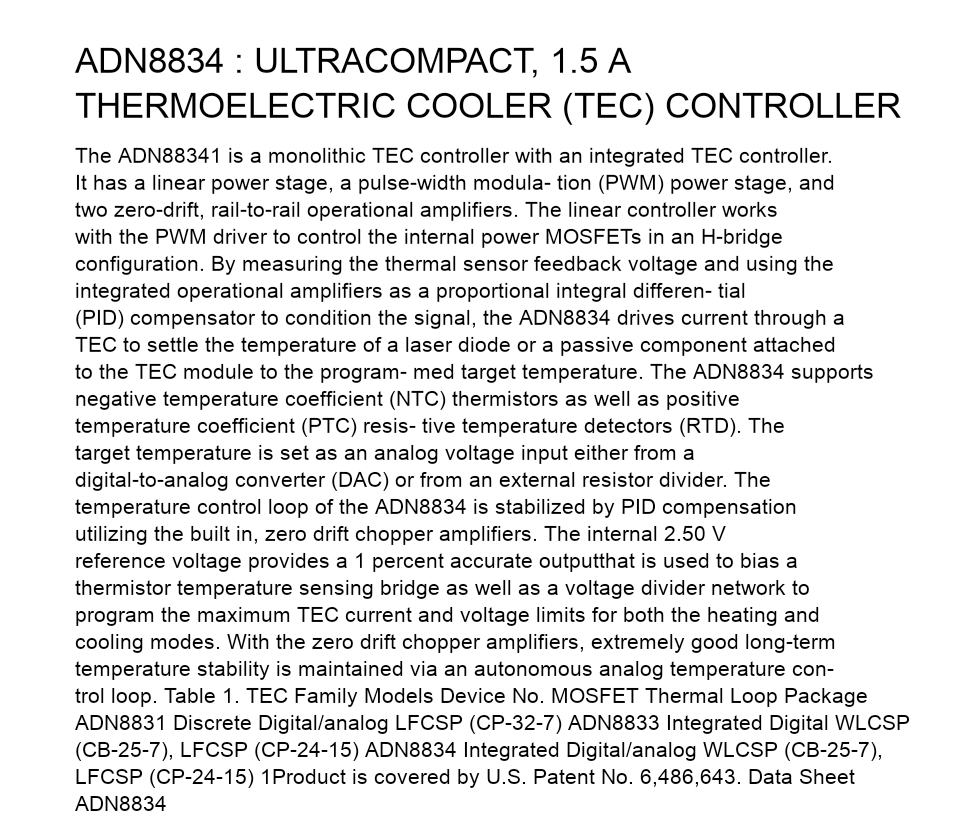 ADN8834 : ULTRACOMPACT, 1.5 A
THERMOELECTRIC COOLER (TEC) CONTROLLER
The ADN88341 is a monolithic TEC controller with an integrated TEC controller.
It has a linear power stage, a pulse-width modula- tion (PWM) power stage, and
two zero-drift, rail-to-rail operational amplifiers. The linear controller works
with the PWM driver to control the internal power MOSFETs in an H-bridge
configuration. By measuring the thermal sensor feedback voltage and using the
integrated operational amplifiers as a proportional integral differen- tial
(PID) compensator to condition the signal, the ADN8834 drives current through a
TEC to settle the temperature of a laser diode or a passive component attached
to the TEC module to the program- med target temperature. The ADN8834 supports
negative temperature coefficient (NTC) thermistors as well as positive
temperature coefficient (PTC) resis- tive temperature detectors (RTD). The
target temperature is set as an analog voltage input either from a
digital-to-analog converter (DAC) or from an external resistor divider. The
temperature control loop of the ADN8834 is stabilized by PID compensation
utilizing the built in, zero drift chopper amplifiers. The internal 2.50 V
reference voltage provides a 1 percent accurate outputthat is used to bias a
thermistor temperature sensing bridge as well as a voltage divider network to
program the maximum TEC current and voltage limits for both the heating and
cooling modes. With the zero drift chopper amplifiers, extremely good long-term
temperature stability is maintained via an autonomous analog temperature con-
trol loop. Table 1. TEC Family Models Device No. MOSFET Thermal Loop Package
ADN8831 Discrete Digital/analog LFCSP (CP-32-7) ADN8833 Integrated Digital WLCSP
(CB-25-7), LFCSP (CP-24-15) ADN8834 Integrated Digital/analog WLCSP (CB-25-7),
LFCSP (CP-24-15) 1Product is covered by U.S. Patent No. 6,486,643. Data Sheet
ADN8834